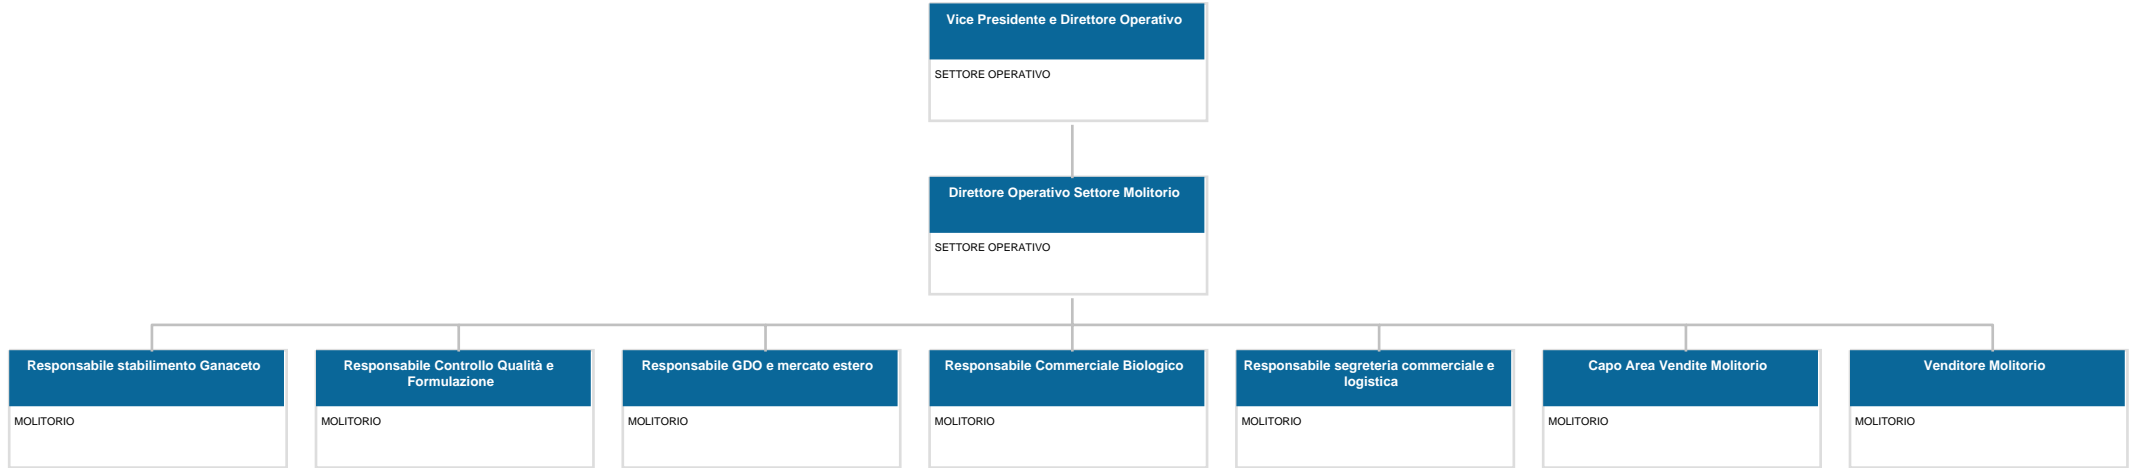 Vice Presidente e Direttore Operativo
SETTORE OPERATIVO
Direttore Operativo Settore Molitorio
SETTORE OPERATIVO
Responsabile stabilimento Ganaceto
MOLITORIO
Responsabile Controllo Qualità e
Formulazione
MOLITORIO
Responsabile GDO e mercato estero
MOLITORIO
Responsabile Commerciale Biologico
MOLITORIO
Responsabile segreteria commerciale e
logistica
MOLITORIO
Capo Area Vendite Molitorio
MOLITORIO
Venditore Molitorio
MOLITORIO